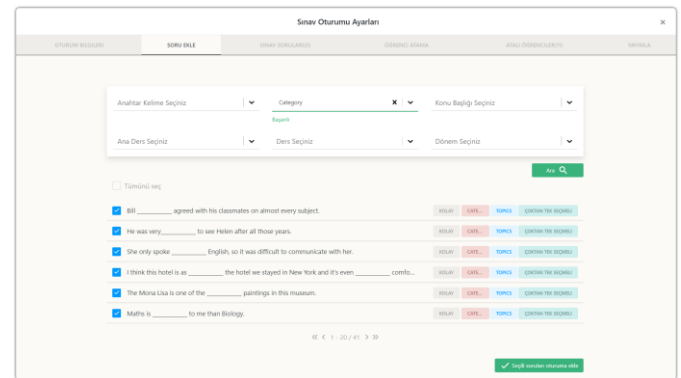 Sınav Oturumu Ayarları ×
OTURUM BİLGİLERİ SORU EKLE SINAV SORULARI(0) ÖĞRENCİ ATAMA ATALI ÖĞRENCİLER(0) YAYINLA
Anahtar Kelime Seçiniz Category x Konu Başlığı Seçiniz
Başarılı
Ana Ders Seçiniz Ders Seçiniz Dönem Seçiniz
Ara
Tümünü seç
Bill __________ agreed with his classmates on almost every subject. KOLAY CATE... TOPICS ÇOKTAN TEK SEÇMELİ
He was very__________ to see Helen after all those years. KOLAY CATE... TOPICS ÇOKTAN TEK SEÇMELİ
She only spoke __________ English, so it was difficult to communicate with her. KOLAY CATE... TOPICS ÇOKTAN TEK SEÇMELİ
I think this hotel is as __________ the hotel we stayed in New York and it's even __________ comfo... KOLAY CATE... TOPICS ÇOKTAN TEK SEÇMELİ
The Mona Lisa is one of the __________ paintings in this museum. KOLAY CATE... TOPICS ÇOKTAN TEK SEÇMELİ
Maths is __________ to me than Biology. KOLAY CATE... TOPICS ÇOKTAN TEK SEÇMELİ
« < 1 - 20 / 41 > »
Seçili soruları oturuma ekle